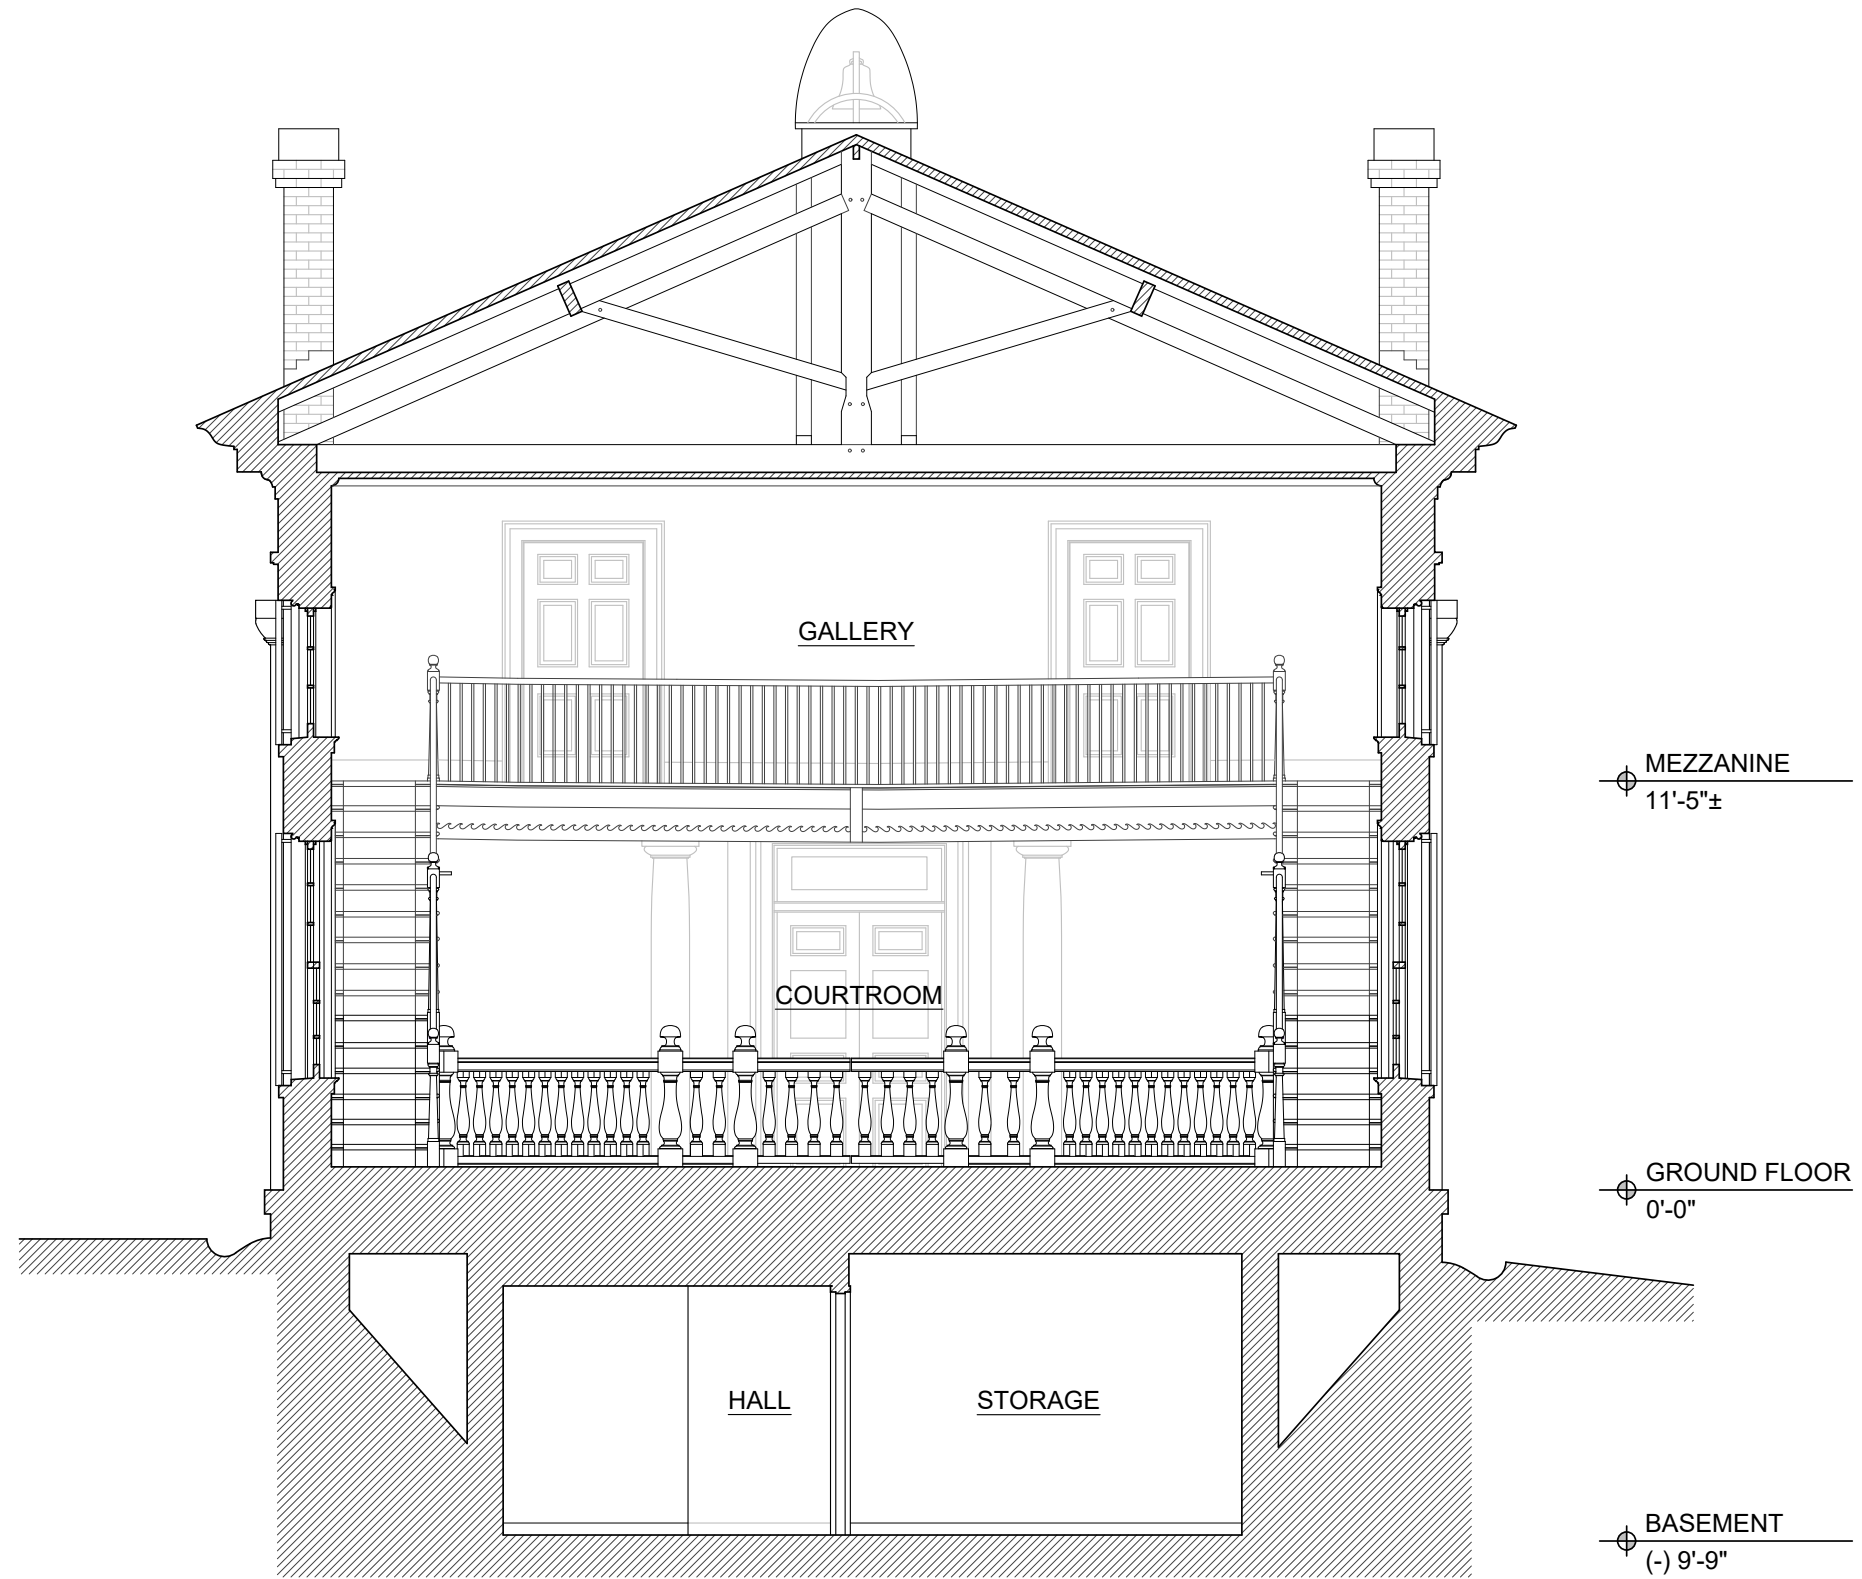 GALLERY
MEZZANINE
11'-5"±
COURTROOM
GROUND FLOOR
0'-0"
HALL
STORAGE
BASEMENT
(-) 9'-9"